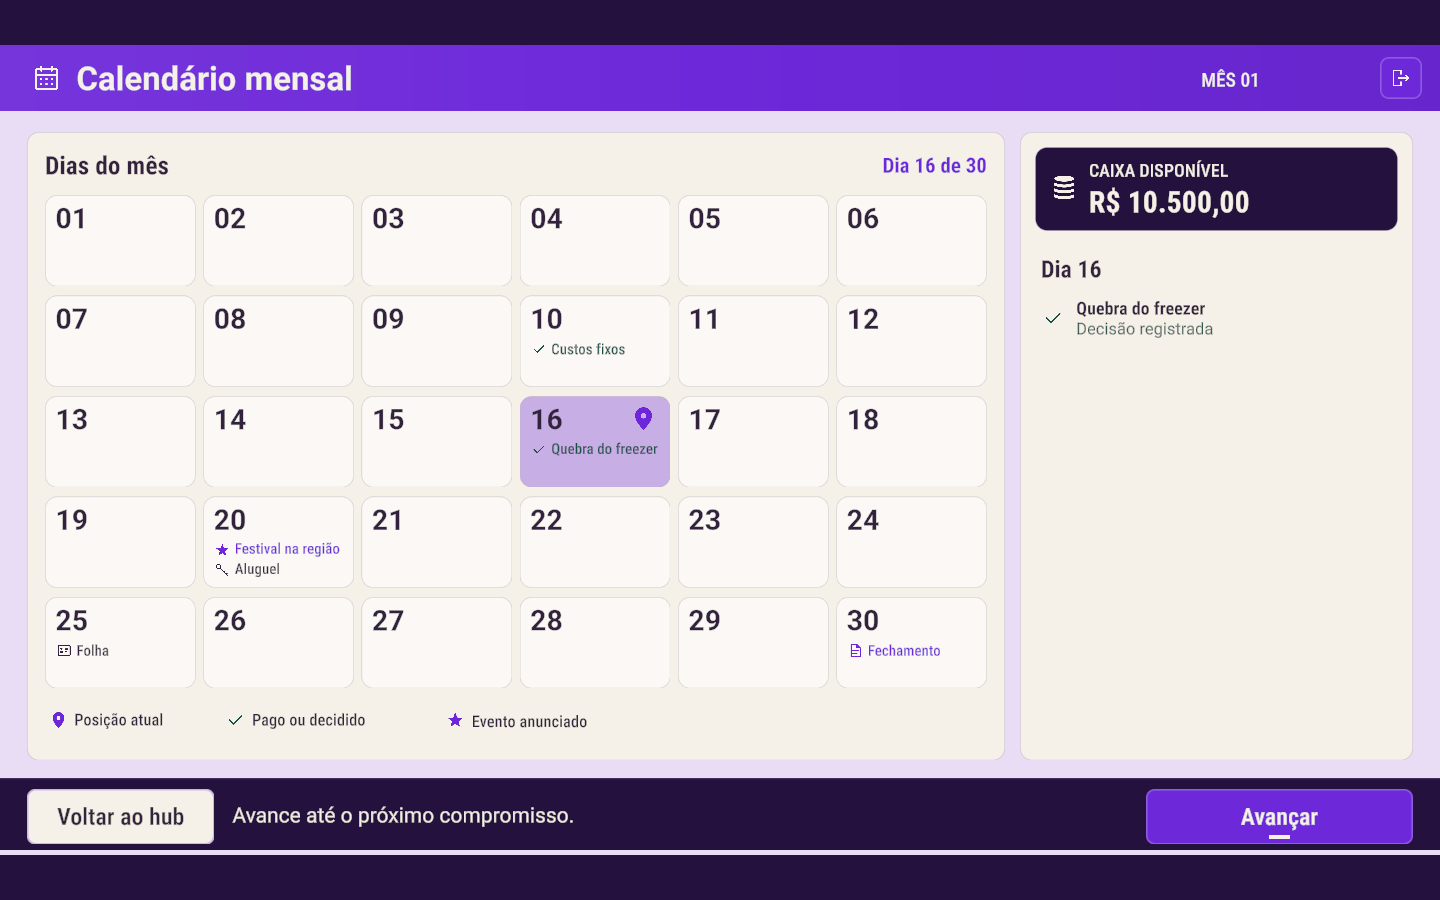 Calendário mensal
MÊS 01
Dias do mês
Dia 16 de 30
01
02
03
04
05
06
07
08
09
10
Custos fixos
11
12
13
14
15
16
Quebra do freezer
17
18
19
20
Festival na região
Aluguel
21
22
23
24
25
Folha
26
27
28
29
30
Fechamento
Posição atual
Pago ou decidido
Evento anunciado
CAIXA DISPONÍVEL
R$ 10.500,00
Dia 16
Quebra do freezer
Decisão registrada
Voltar ao hub
Avance até o próximo compromisso.
Avançar